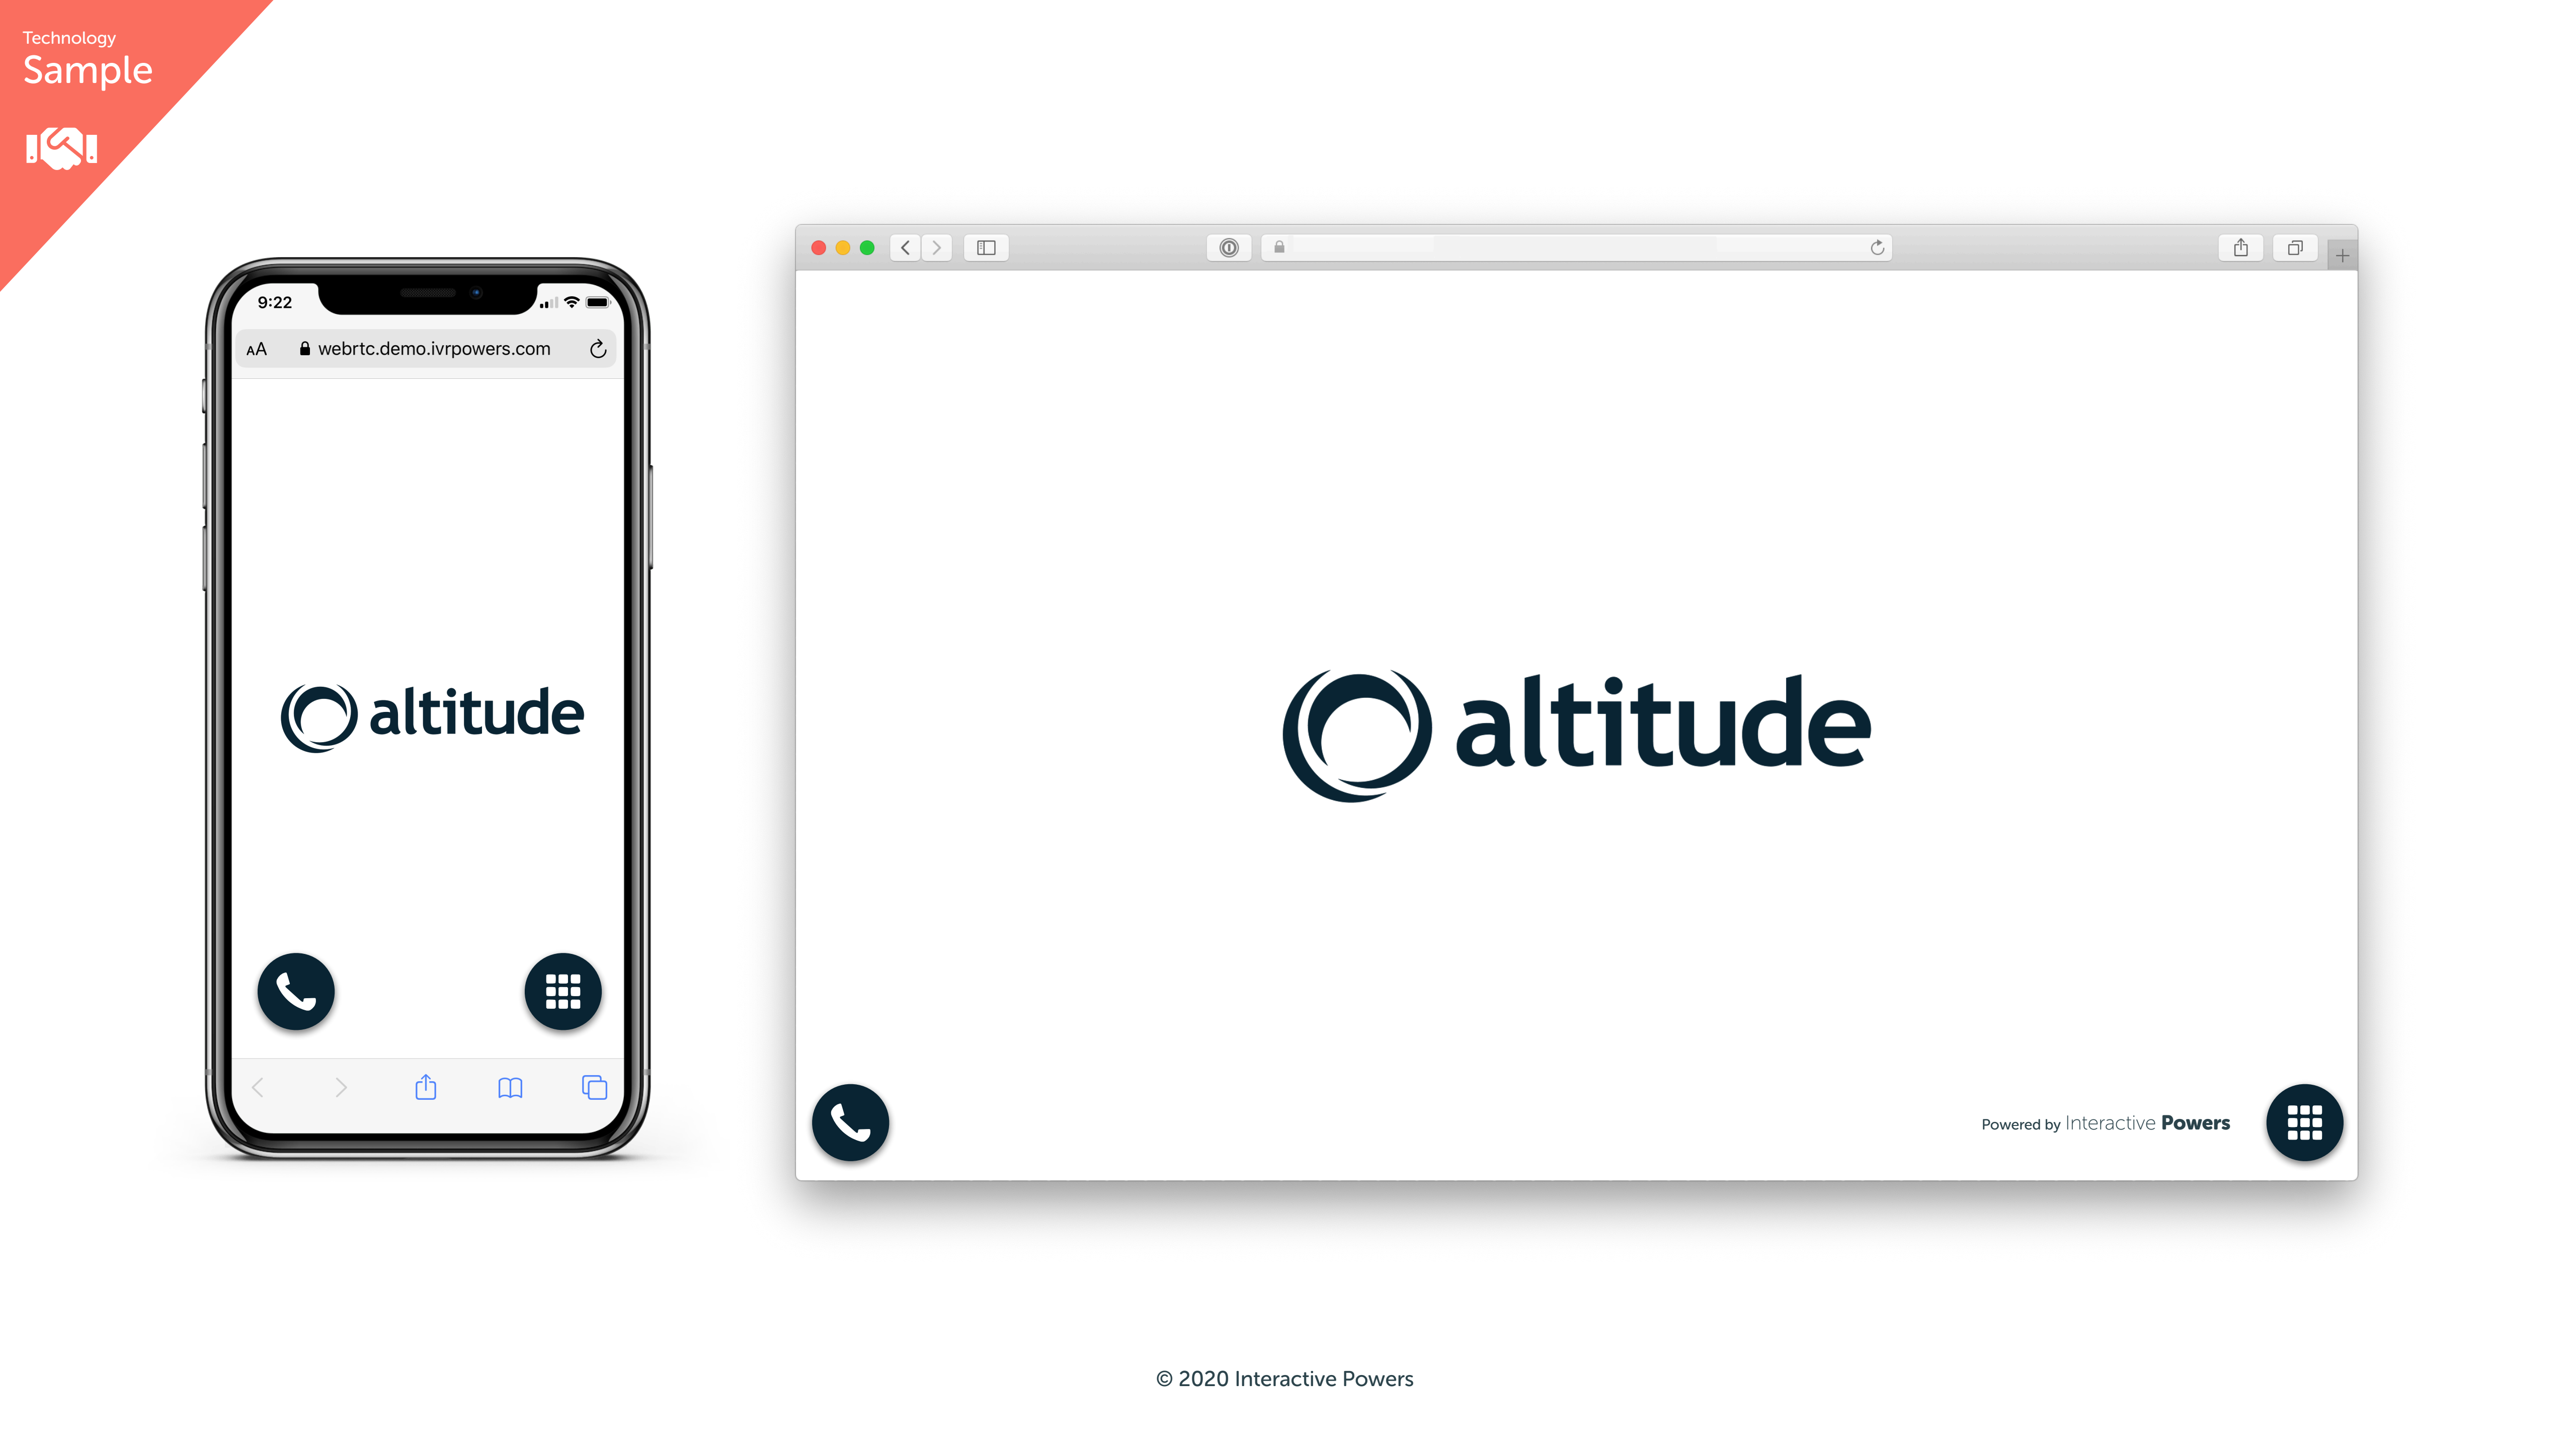 Technology
Sample
9:22
AA webrtc.demo.ivrpowers.com
altitude
altitude
Powered by Interactive Powers
© 2020 Interactive Powers